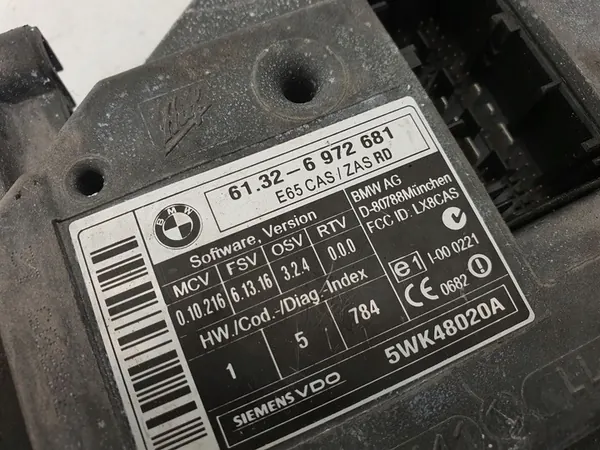 61.32-6 972 681
E65 CAS/ZAS RD
BMW
Software, Version
MCV FSV OSV RTV
0.10.216 6.13.16 3.2.4 0.0.0
HW./Cod-/Diag.-Index
1 5 784
SIEMENS VDO
BMW AG
D-80788München
FCC ID: LX8CAS
e1 I-00 0221
CE 0682
5WK48020A